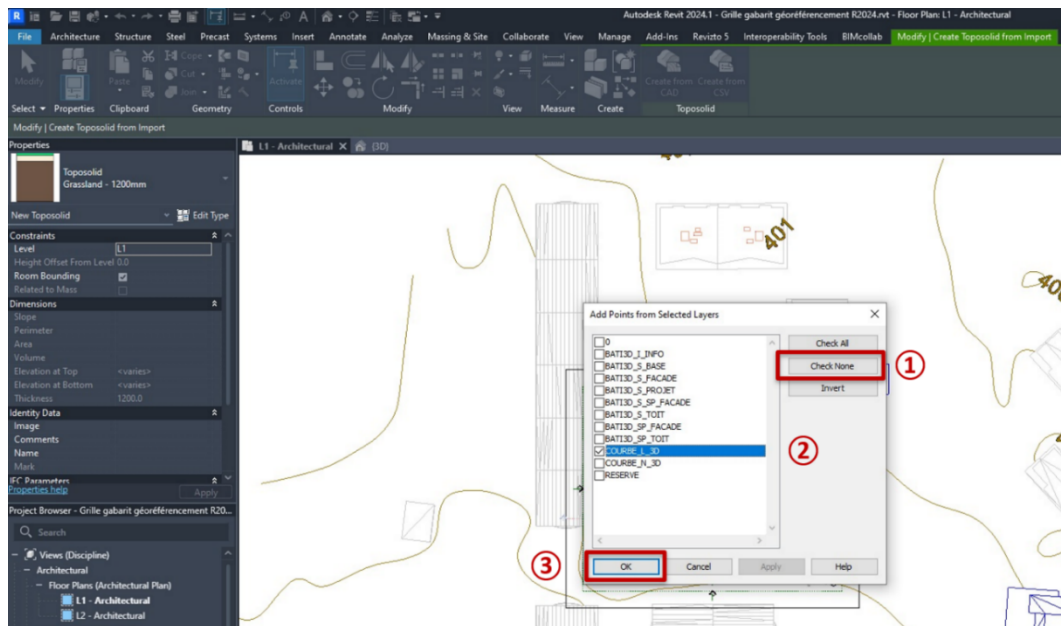 Autodesk Revit 2024.1 - Grille gabarit géoréférencement R2024.rvt - Floor Plan: L1 - Architectural
File Architecture Structure Steel Precast Systems Insert Annotate Analyze Massing & Site Collaborate View Manage Add-Ins Revizto 5 Interoperability Tools BIMcollab Modify | Create Toposolid from Import
Modify Paste Cope Cut Join Activate Create from CAD Create from CSV
Select Properties Clipboard Geometry Controls Modify View Measure Create Toposolid
Modify | Create Toposolid from Import
Properties
L1 - Architectural X (3D)
Toposolid
Grassland - 1200mm
New Toposolid Edit Type
Constraints
Level L1
Height Offset From Level 0.0
Room Bounding
Related to Mass
Dimensions
Slope
Perimeter
Area
Volume
Elevation at Top <varies>
Elevation at Bottom <varies>
Thickness 1200.0
Identity Data
Image
Comments
Name
Mark
IFC Parameters
Properties help Apply
Project Browser - Grille gabarit géoréférencement R20...
Search
Views (Discipline)
Architectural
Floor Plans (Architectural Plan)
L1 - Architectural
L2 - Architectural
401
Add Points from Selected Layers
0
BATI3D_I_INFO
BATI3D_S_BASE
BATI3D_S_FACADE
BATI3D_S_PROJET
BATI3D_S_SP_FACADE
BATI3D_S_TOIT
BATI3D_SP_FACADE
BATI3D_SP_TOIT
COURBE_L_3D
COURBE_N_3D
RESERVE
Check All
Check None
Invert
OK Cancel Apply Help
①
②
③